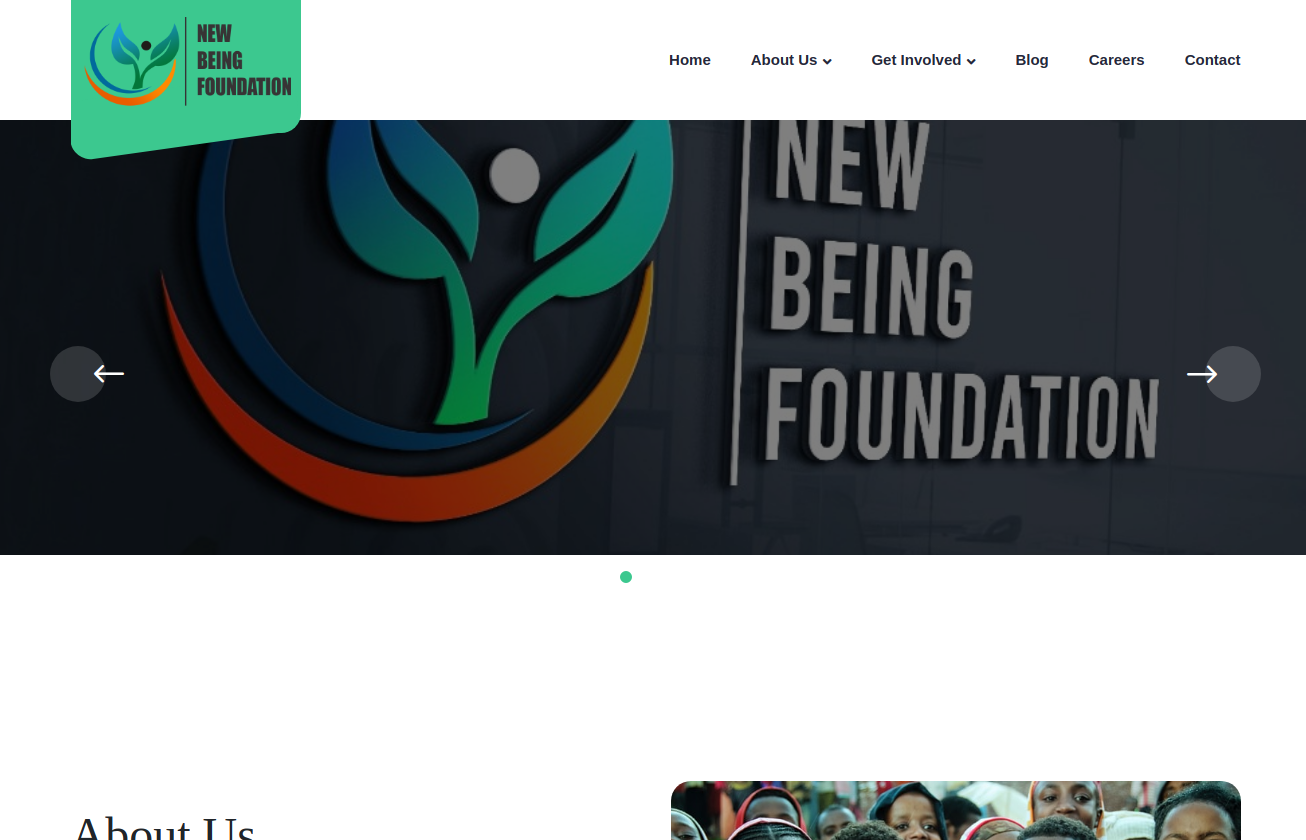 NEW
BEING
FOUNDATION
Home
About Us
Get Involved
Blog
Careers
Contact
NEW
BEING
FOUNDATION
About Us